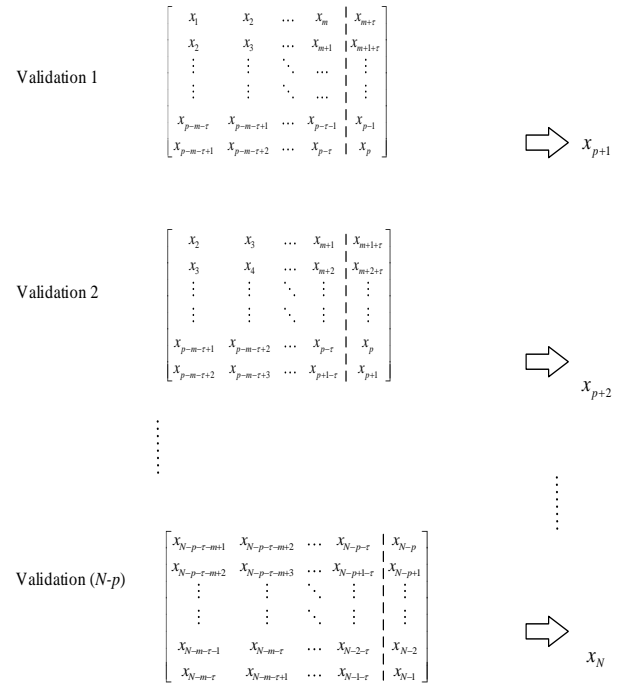 x_1 x_2 … x_m x_{m+τ}
x_2 x_3 … x_{m+1} x_{m+1+τ}
⋮ ⋮ ⋱ … ⋮
Validation 1
⋮ ⋮ ⋱ … ⋮
x_{p-m-τ} x_{p-m-τ+1} … x_{p-τ-1} x_{p-1}
x_{p-m-τ+1} x_{p-m-τ+2} … x_{p-τ} x_p
x_{p+1}
x_2 x_3 … x_{m+1} x_{m+1+τ}
x_3 x_4 … x_{m+2} x_{m+2+τ}
Validation 2
⋮ ⋮ ⋱ ⋮ ⋮
⋮ ⋮ ⋱ ⋮ ⋮
x_{p-m-τ+1} x_{p-m-τ+2} … x_{p-τ} x_p
x_{p-m-τ+2} x_{p-m-τ+3} … x_{p+1-τ} x_{p+1}
x_{p+2}
x_{N-p-τ-m+1} x_{N-p-τ-m+2} … x_{N-p-τ} x_{N-p}
x_{N-p-τ-m+2} x_{N-p-τ-m+3} … x_{N-p+1-τ} x_{N-p+1}
Validation (N-p)
⋮ ⋮ ⋱ ⋮ ⋮
⋮ ⋮ ⋱ ⋮ ⋮
x_{N-m-τ-1} x_{N-m-τ} … x_{N-2-τ} x_{N-2}
x_{N-m-τ} x_{N-m-τ+1} … x_{N-1-τ} x_{N-1}
x_N